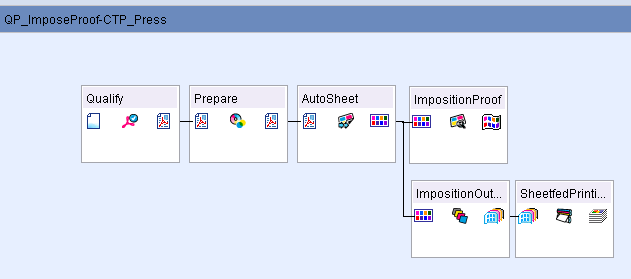 QP_ImposeProof-CTP_Press
Qualify
Prepare
AutoSheet
ImpositionProof
ImpositionOut...
SheetfedPrinti...